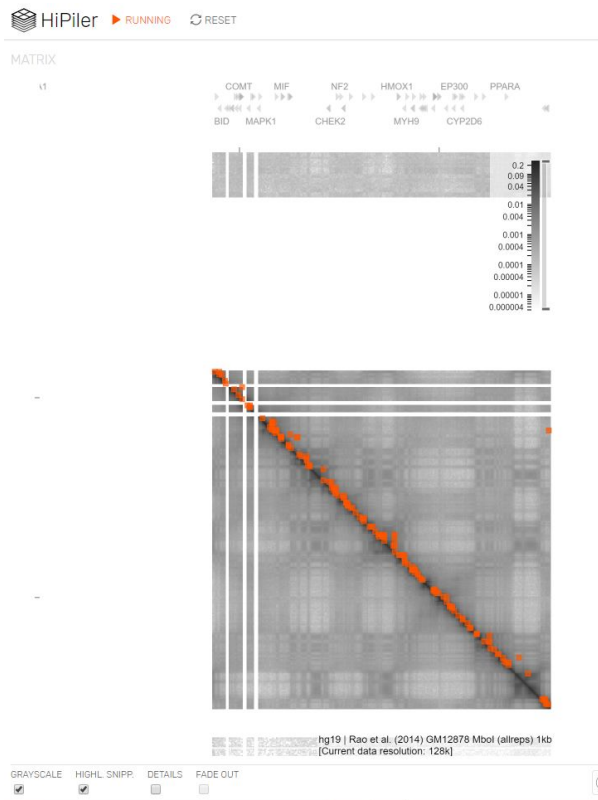 HiPiler RUNNING RESET
MATRIX
COMT MIF NF2 HMOX1 EP300 PPARA
BID MAPK1 CHEK2 MYH9 CYP2D6
0.2
0.09
0.04
0.01
0.004
0.001
0.0004
0.0001
0.00004
0.00001
0.000004
hg19 | Rao et al. (2014) GM12878 MboI (allreps) 1kb
[Current data resolution: 128k]
GRAYSCALE HIGHL. SNIPP. DETAILS FADE OUT